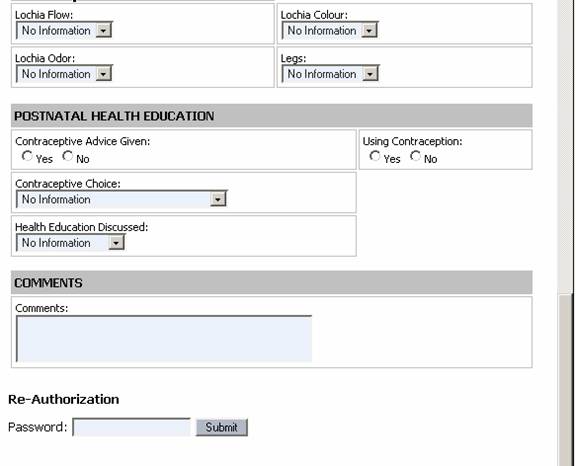 Lochia Flow: Lochia Colour:
No Information No Information
Lochia Odor: Legs:
No Information No Information
POSTNATAL HEALTH EDUCATION
Contraceptive Advice Given: Using Contraception:
Yes No Yes No
Contraceptive Choice:
No Information
Health Education Discussed:
No Information
COMMENTS
Comments:
Re-Authorization
Password: Submit